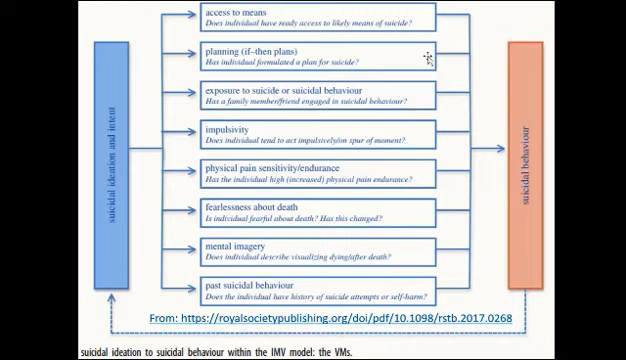 access to means
Does individual have ready access to likely means of suicide?
planning (if–then plans)
Has individual formulated a plan for suicide?
exposure to suicide or suicidal behaviour
Has a family member/friend engaged in suicidal behaviour?
impulsivity
Does individual tend to act impulsively/on spur of moment?
physical pain sensitivity/endurance
Has the individual high (increased) physical pain endurance?
fearlessness about death
Is individual fearful about death? Has this changed?
mental imagery
Does individual describe visualizing dying/after death?
past suicidal behaviour
Does the individual have history of suicide attempts or self-harm?
suicidal ideation and intent
suicidal behaviour
From: https://royalsocietypublishing.org/doi/pdf/10.1098/rstb.2017.0268
suicidal ideation to suicidal behaviour within the IMV model: the VMs.